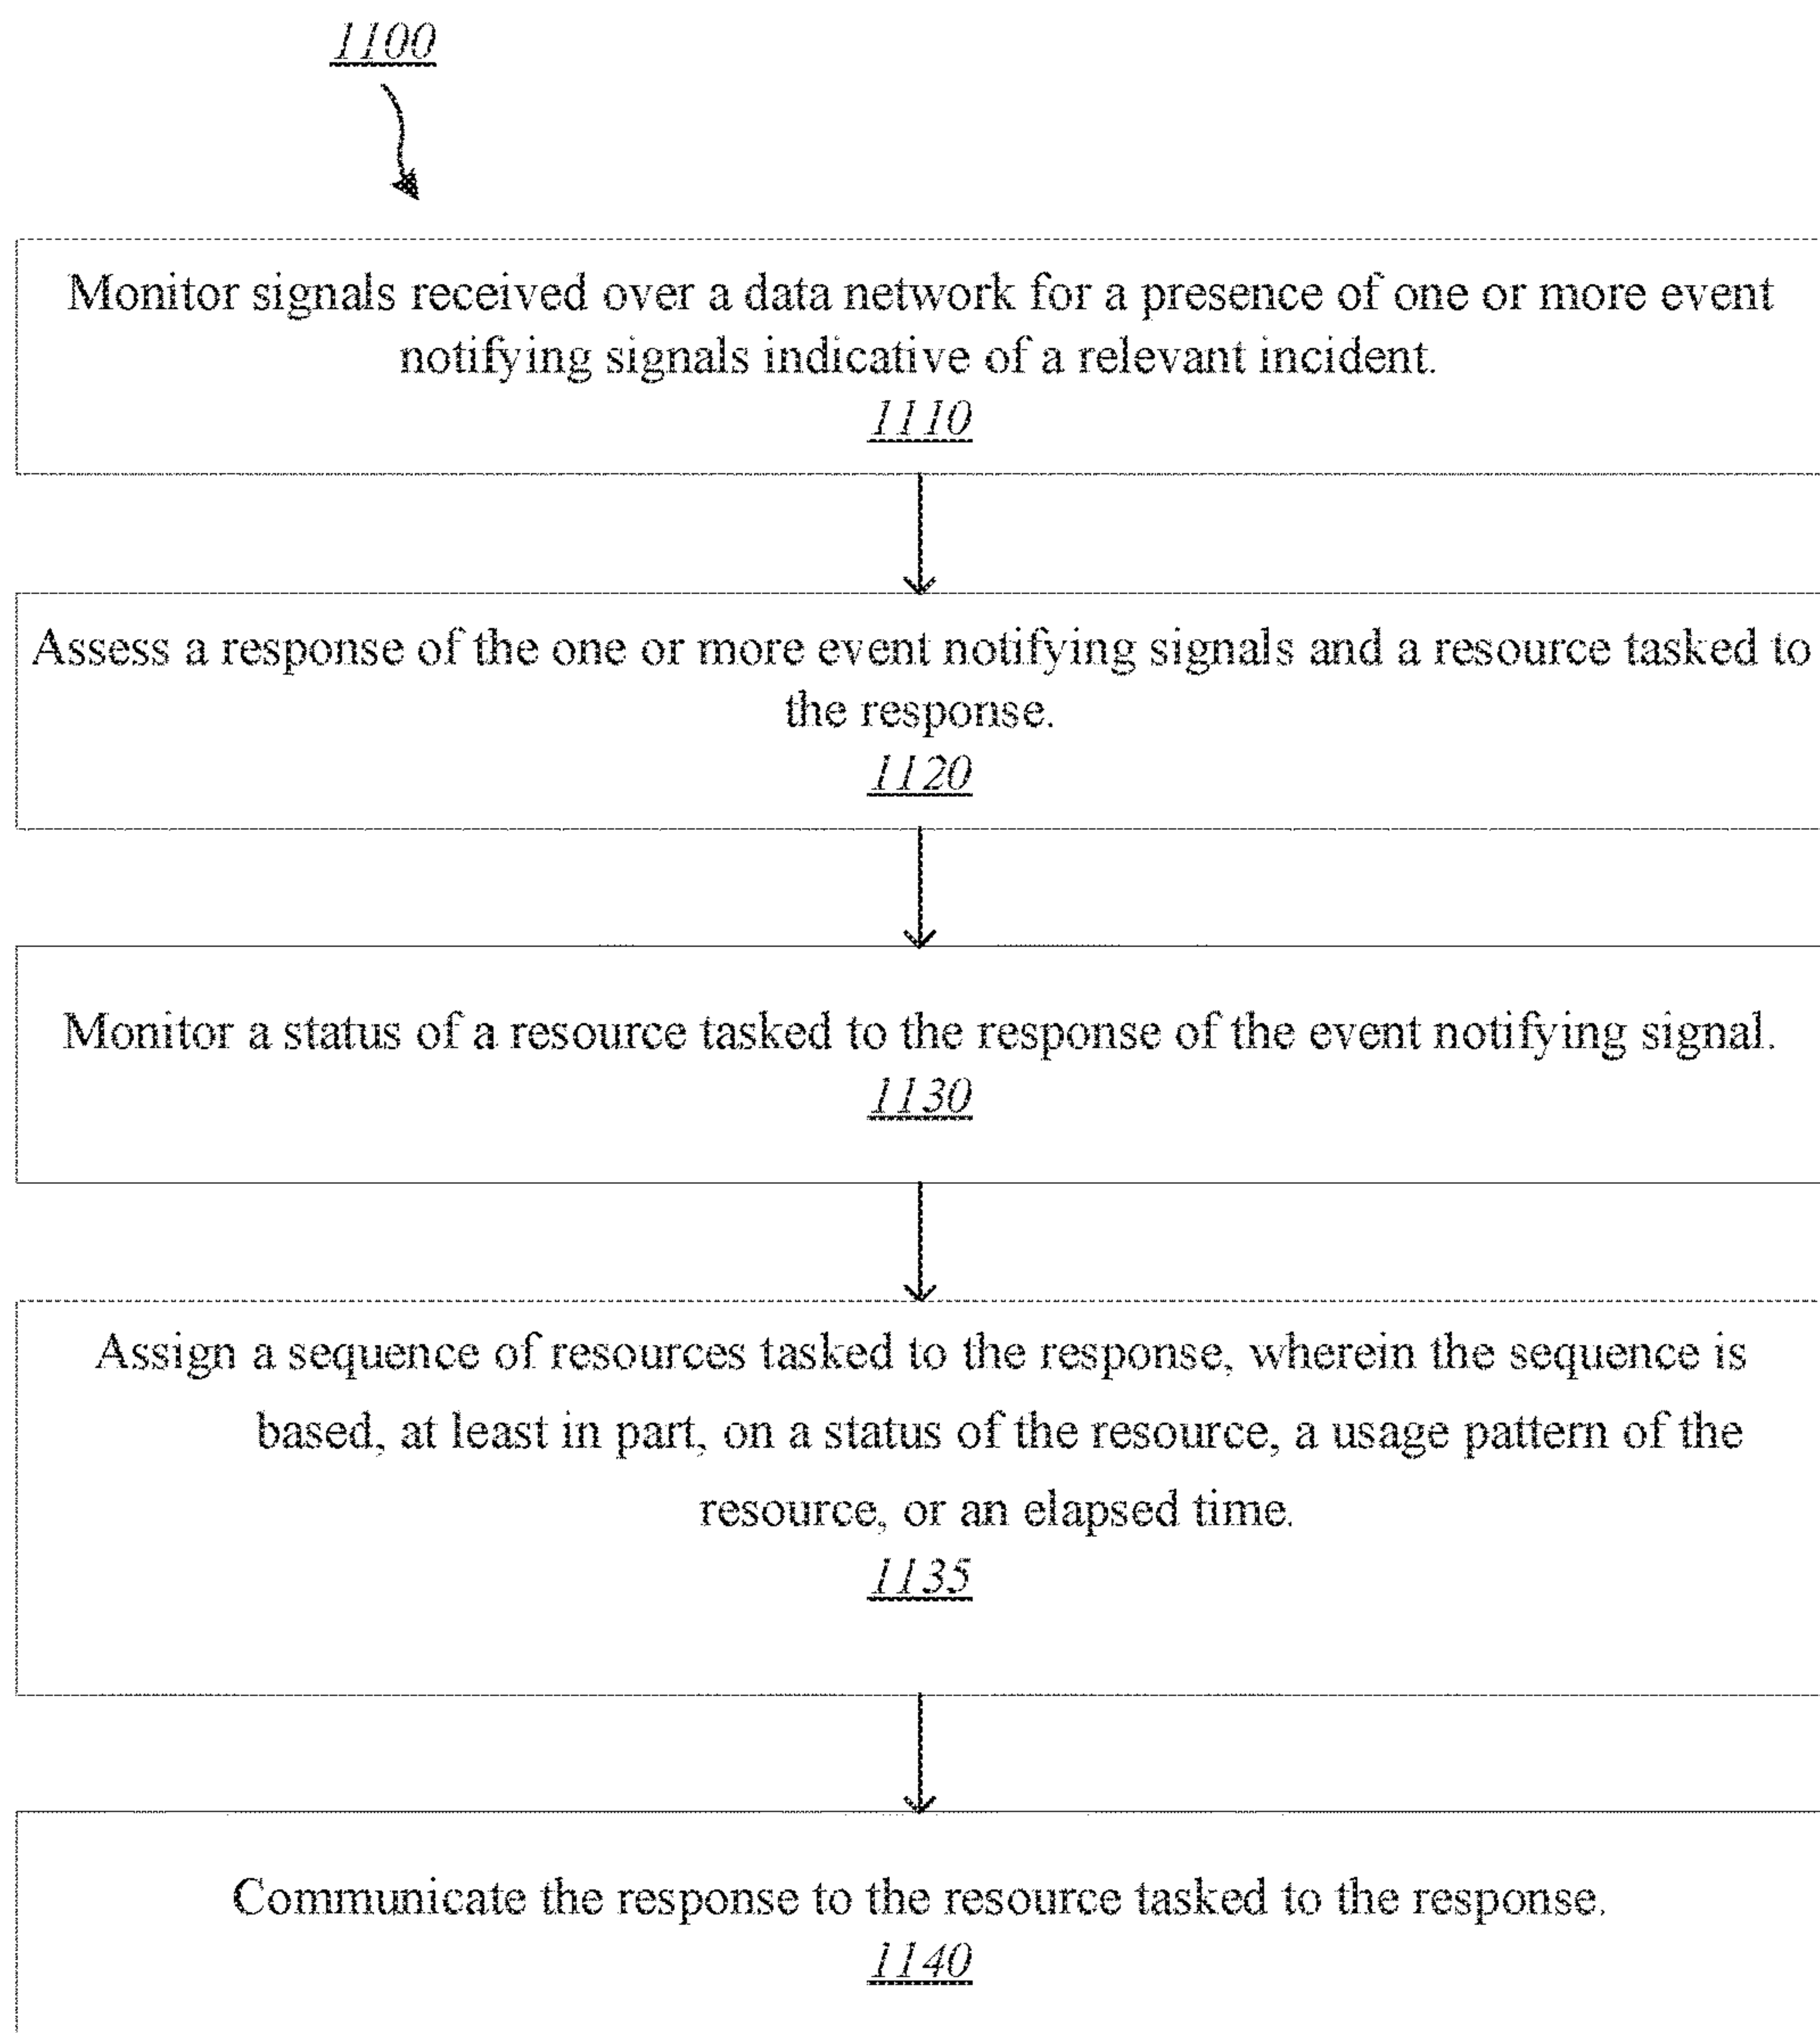 1100
Monitor signals received over a data network for a presence of one or more event
notifying signals indicative of a relevant incident.
1110
Assess a response of the one or more event notifying signals and a resource tasked to
the response.
1120
Monitor a status of a resource tasked to the response of the event notifying signal.
1130
Assign a sequence of resources tasked to the response, wherein the sequence is
based, at least in part, on a status of the resource, a usage pattern of the
resource, or an elapsed time.
1135
Communicate the response to the resource tasked to the response.
1140